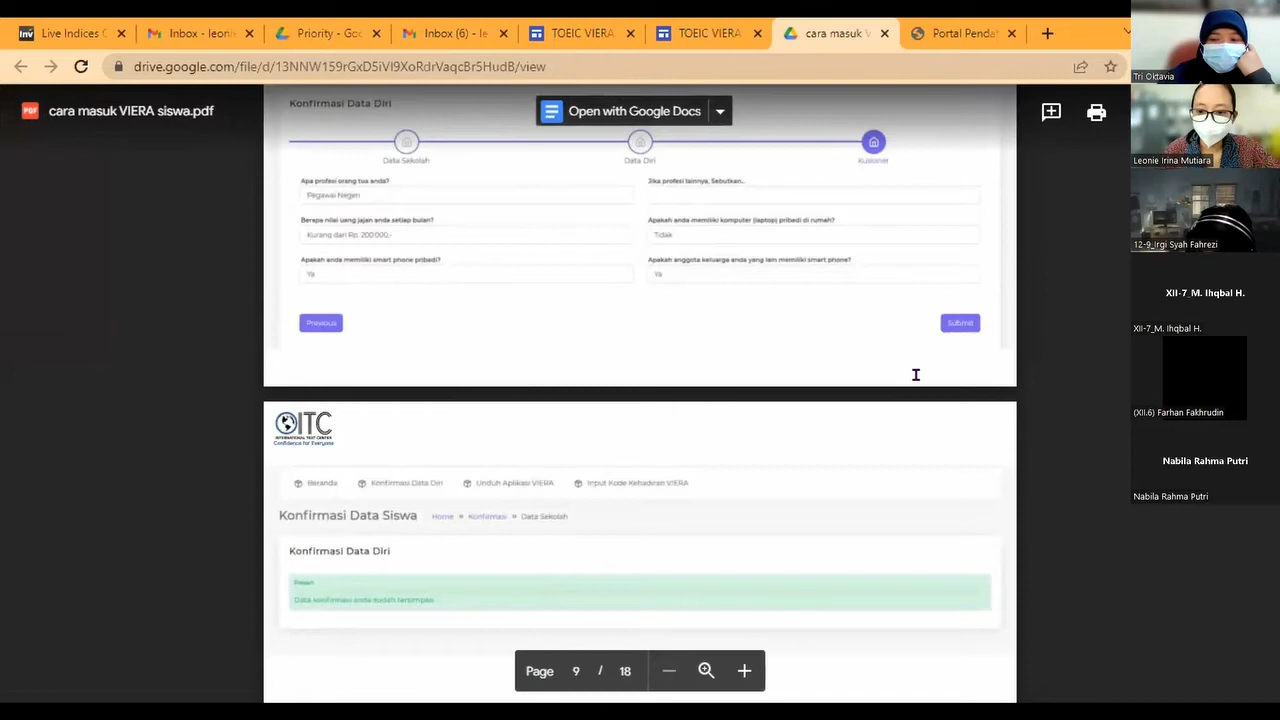 Live Indices
Inbox - leonie
Priority - Goo
Inbox (6) - le
TOEIC VIERA
TOEIC VIERA
cara masuk V
Portal Pendat
drive.google.com/file/d/13NNW159rGxD5iVI9XoRdrVaqcBr5HudB/view
PDF
cara masuk VIERA siswa.pdf
Open with Google Docs
Konfirmasi Data Diri
Data Sekolah
Data Diri
Kusioner
Apa profesi orang tua anda?
Jika profesi lainnya, Sebutkan..
Pegawai Negeri
Berapa nilai uang jajan anda setiap bulan?
Apakah anda memiliki komputer (laptop) pribadi di rumah?
Kurang dari Rp. 200.000,-
Tidak
Apakah anda memiliki smart phone pribadi?
Apakah anggota keluarga anda yang lain memiliki smart phone?
Ya
Ya
Previous
Submit
ITC
INTERNATIONAL TEST CENTER
Confidence for Everyone
Beranda
Konfirmasi Data Diri
Unduh Aplikasi VIERA
Input Kode Kehadiran VIERA
Konfirmasi Data Siswa
Home » Konfirmasi » Data Sekolah
Konfirmasi Data Diri
Pesan
Data konfirmasi anda sudah tersimpan
Page 9 / 18
Tri Oktavia
Leonie Irina Mutiara
12-9_Irgi Syah Fahrezi
XII-7_M. Ihqbal H.
XII-7_M. Ihqbal H.
(XII.6) Farhan Fakhrudin
Nabila Rahma Putri
Nabila Rahma Putri